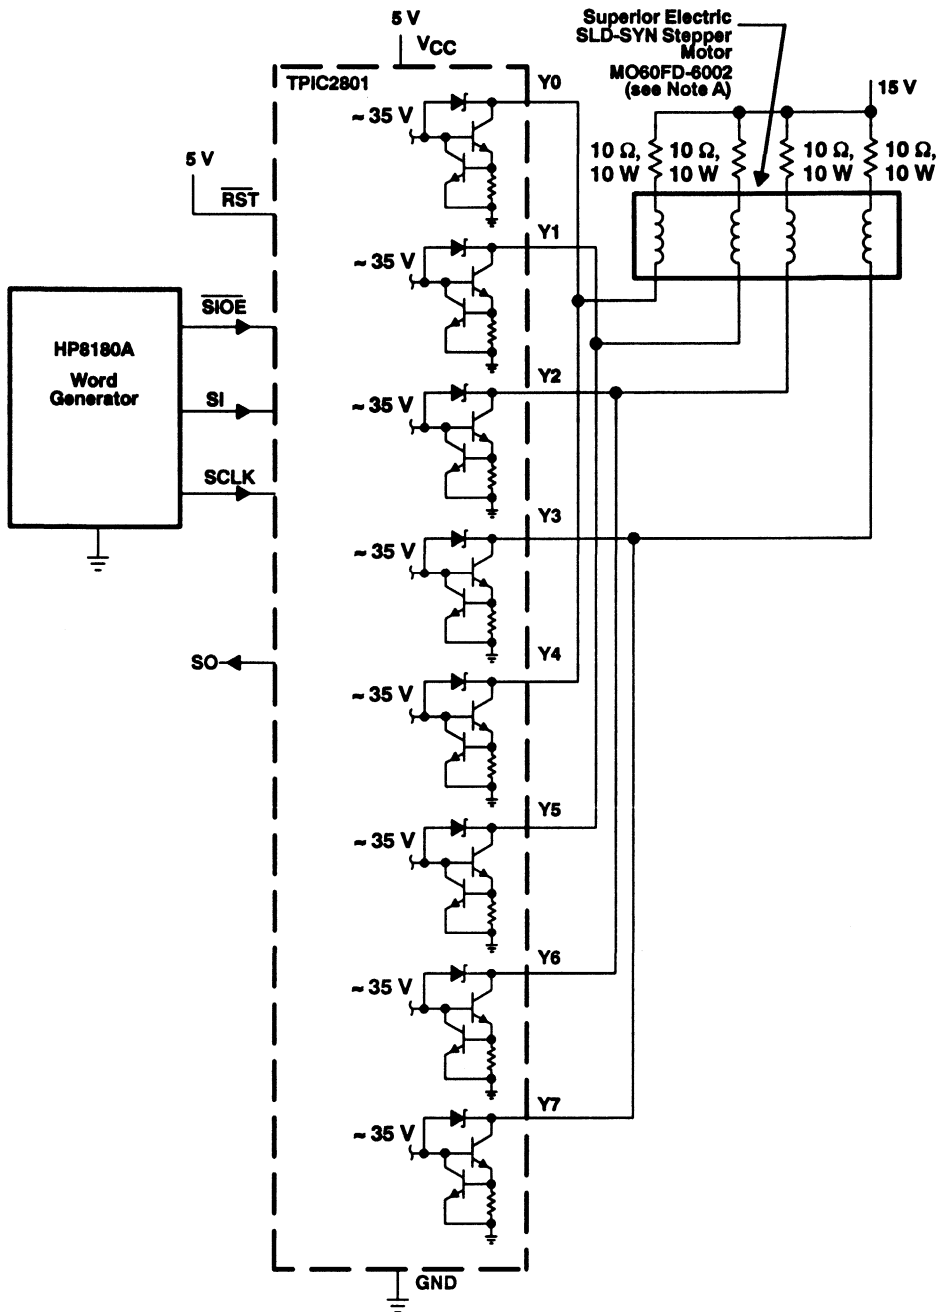 5 V
VCC
TPIC2801
Superior Electric
SLD-SYN Stepper
Motor
MO60FD-6002
(see Note A)
15 V
10 Ω,
10 W
10 Ω,
10 W
10 Ω,
10 W
10 Ω,
10 W
Y0
~ 35 V
5 V
RST
Y1
~ 35 V
HP8180A
Word
Generator
SIOE
SI
SCLK
Y2
~ 35 V
Y3
~ 35 V
SO
Y4
~ 35 V
Y5
~ 35 V
Y6
~ 35 V
Y7
~ 35 V
GND